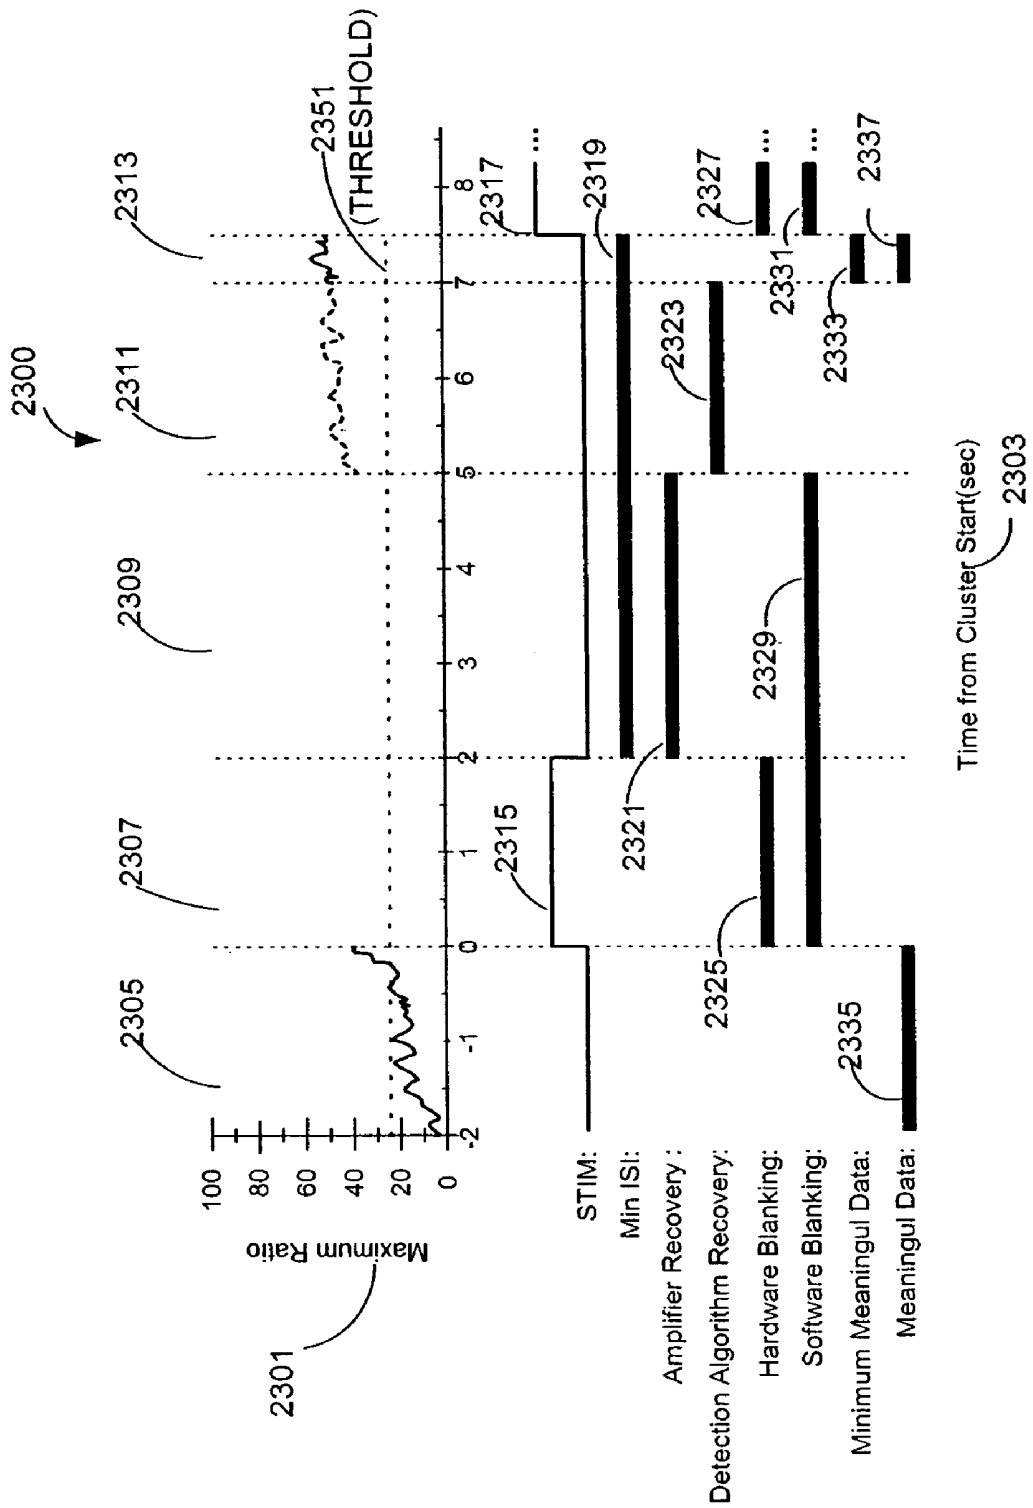 2300
2305
2307
2309
2311
2313
2301
Maximum Ratio
100
80
60
40
20
0
2351
(THRESHOLD)
-2 -1 0 1 2 3 4 5 6 7 8
STIM:
2315
2317
...
Min ISI:
2319
Amplifier Recovery :
2321
Detection Algorithm Recovery:
2323
Hardware Blanking:
2325
2327
...
Software Blanking:
2329
2331
...
Minimum Meaningul Data:
2333
Meaningul Data:
2335
2337
Time from Cluster Start(sec)
2303